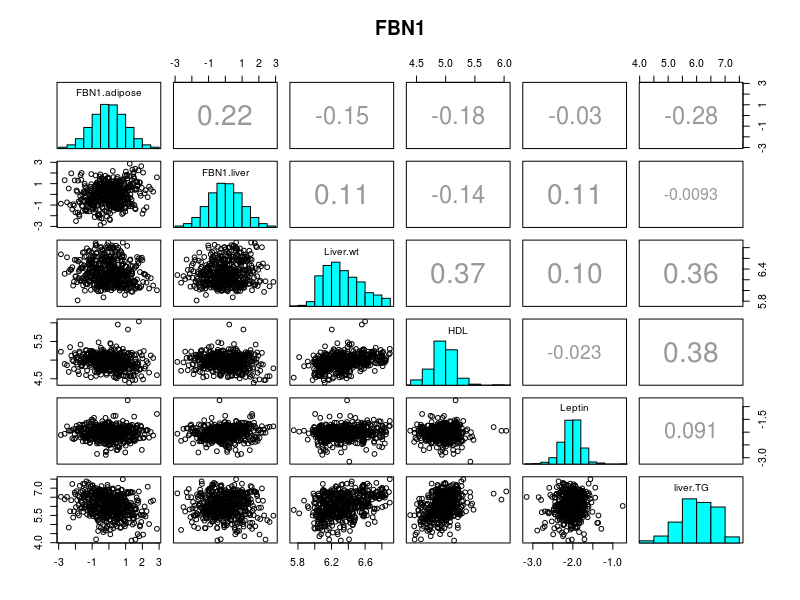 FBN1
-3 -1 1 2 3
4.5 5.0 5.5 6.0
4.0 5.0 6.0 7.0
FBN1.adipose
0.22
-0.15
-0.18
-0.03
-0.28
-3 -1 1 3
-3 -1 1 3
FBN1.liver
0.11
-0.14
0.11
-0.0093
Liver.wt
0.37
0.10
0.36
5.8 6.4
4.5 5.5
HDL
-0.023
0.38
Leptin
0.091
-3.0 -1.5
4.0 5.5 7.0
liver.TG
-3 -1 1 2 3
5.8 6.2 6.6
-3.0 -2.0 -1.0